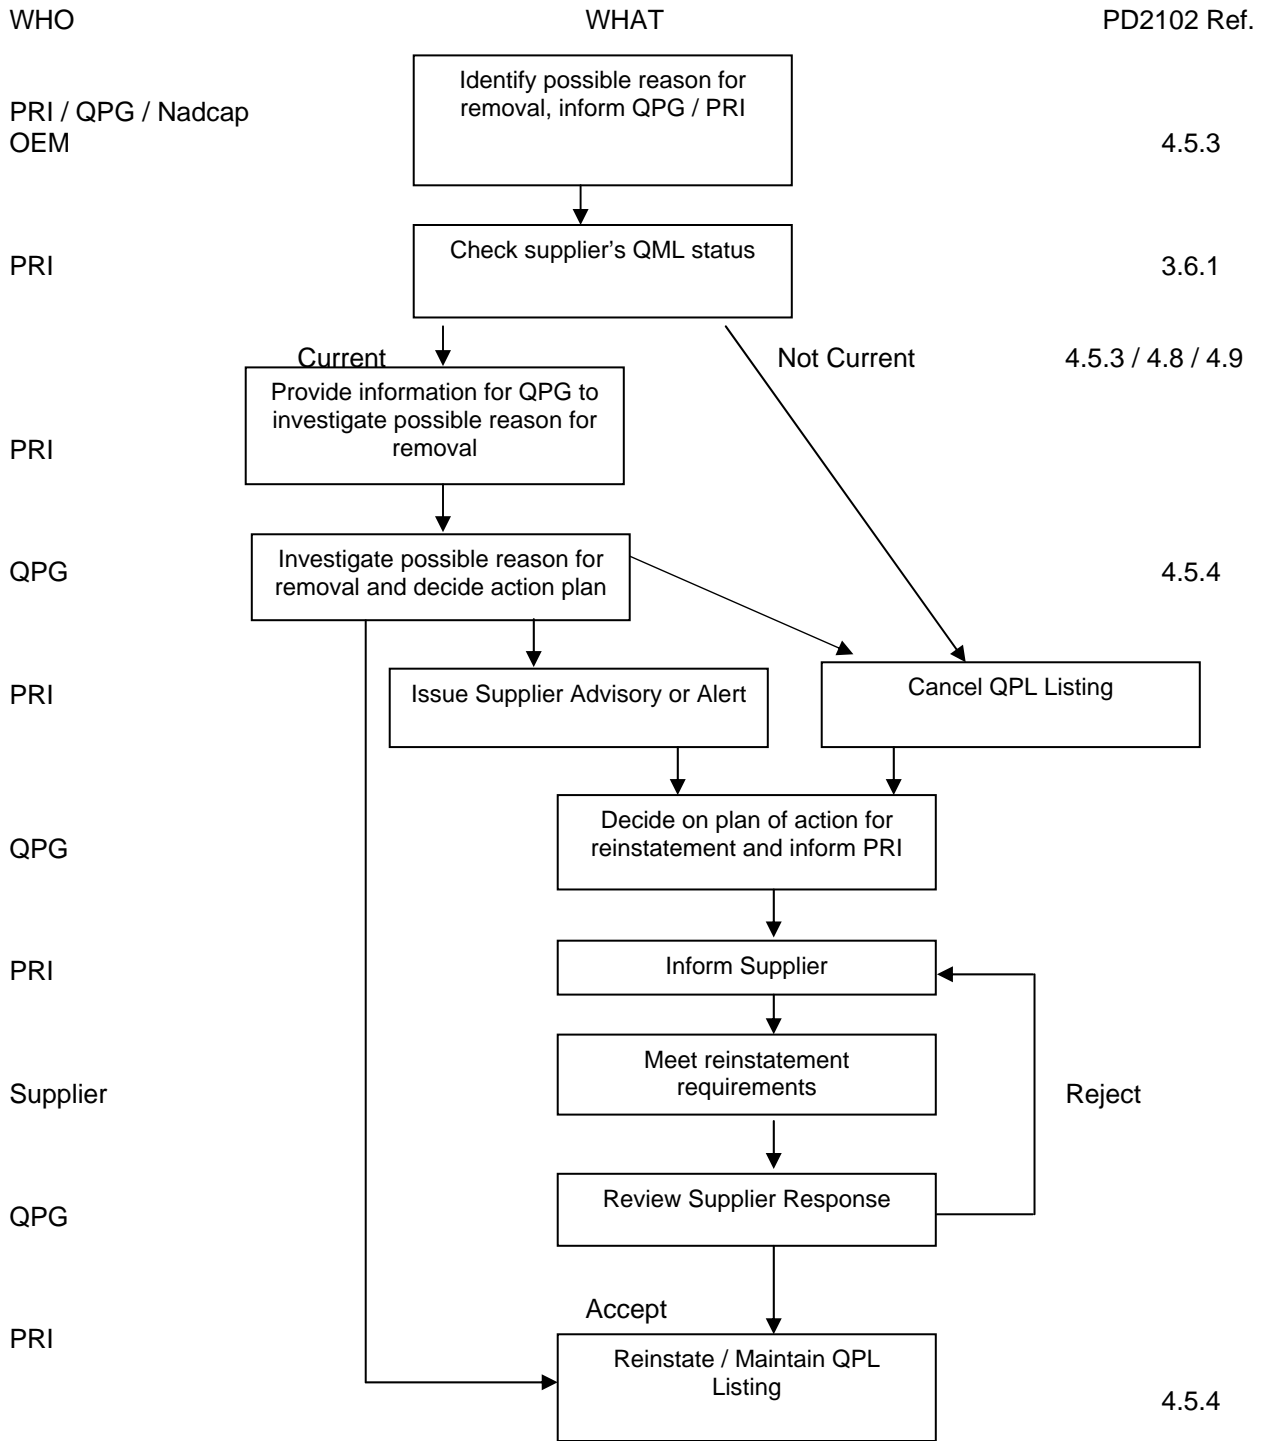 WHO WHAT PD2102 Ref.
Identify possible reason for
removal, inform QPG / PRI
PRI / QPG / Nadcap
OEM 4.5.3
Check supplier's QML status
PRI 3.6.1
Current Not Current 4.5.3 / 4.8 / 4.9
Provide information for QPG to
investigate possible reason for
removal
PRI
Investigate possible reason for
removal and decide action plan
QPG 4.5.4
PRI Issue Supplier Advisory or Alert Cancel QPL Listing
Decide on plan of action for
reinstatement and inform PRI
QPG
PRI Inform Supplier
Meet reinstatement
requirements
Supplier Reject
Review Supplier Response
QPG
Accept
PRI
Reinstate / Maintain QPL
Listing
4.5.4